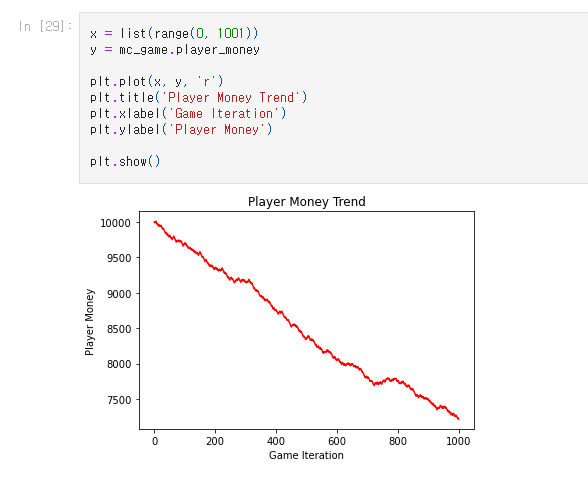 In [29]:
x = list(range(0, 1001))
y = mc_game.player_money
plt.plot(x, y, 'r')
plt.title('Player Money Trend')
plt.xlabel('Game Iteration')
plt.ylabel('Player Money')
plt.show()
Player Money Trend
10000
9500
9000
8500
8000
7500
Player Money
0 200 400 600 800 1000
Game Iteration